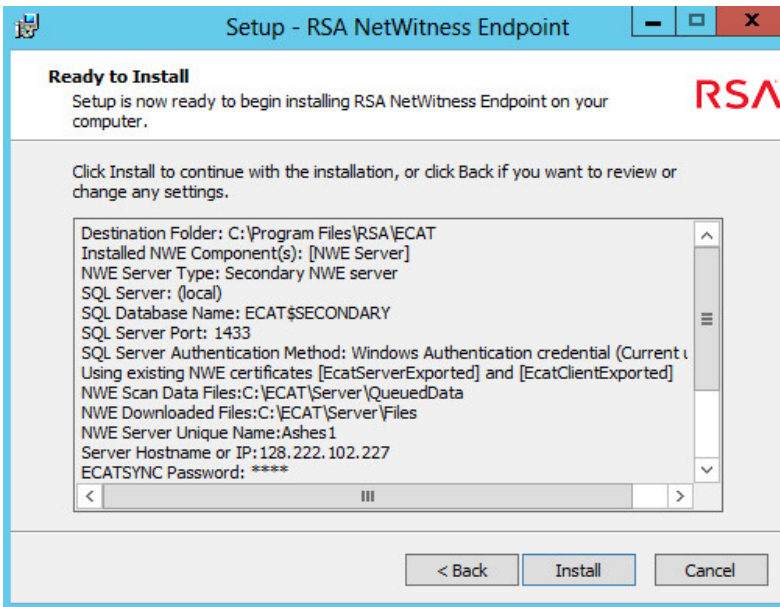 Setup - RSA NetWitness Endpoint
Ready to Install
Setup is now ready to begin installing RSA NetWitness Endpoint on your
computer.
RSA
Click Install to continue with the installation, or click Back if you want to review or
change any settings.
Destination Folder: C:\Program Files\RSA\ECAT
Installed NWE Component(s): [NWE Server]
NWE Server Type: Secondary NWE server
SQL Server: (local)
SQL Database Name: ECAT$SECONDARY
SQL Server Port: 1433
SQL Server Authentication Method: Windows Authentication credential (Current
Using existing NWE certificates [EcatServerExported] and [EcatClientExported]
NWE Scan Data Files:C:\ECAT\Server\QueuedData
NWE Downloaded Files:C:\ECAT\Server\Files
NWE Server Unique Name:Ashes1
Server Hostname or IP:128.222.102.227
ECATSYNC Password: ****
< Back Install Cancel